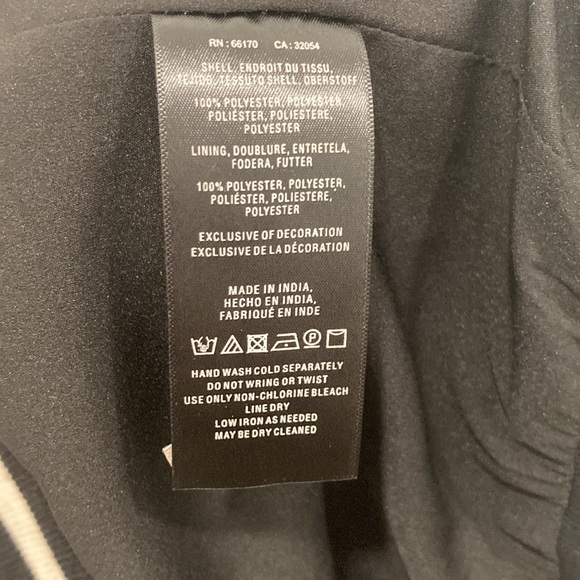 RN : 66170 CA : 32054
SHELL, ENDROIT DU TISSU,
TEJIDO, TESSUTO SHELL, OBERSTOFF
100% POLYESTER, POLYESTER,
POLIÉSTER, POLIESTERE,
POLYESTER
LINING, DOUBLURE, ENTRETELA,
FODERA, FUTTER
100% POLYESTER, POLYESTER,
POLIÉSTER, POLIESTERE,
POLYESTER
EXCLUSIVE OF DECORATION
EXCLUSIVE DE LA DÉCORATION
MADE IN INDIA,
HECHO EN INDIA,
FABRIQUÉ EN INDE
P
HAND WASH COLD SEPARATELY
DO NOT WRING OR TWIST
USE ONLY NON-CHLORINE BLEACH
LINE DRY
LOW IRON AS NEEDED
MAY BE DRY CLEANED